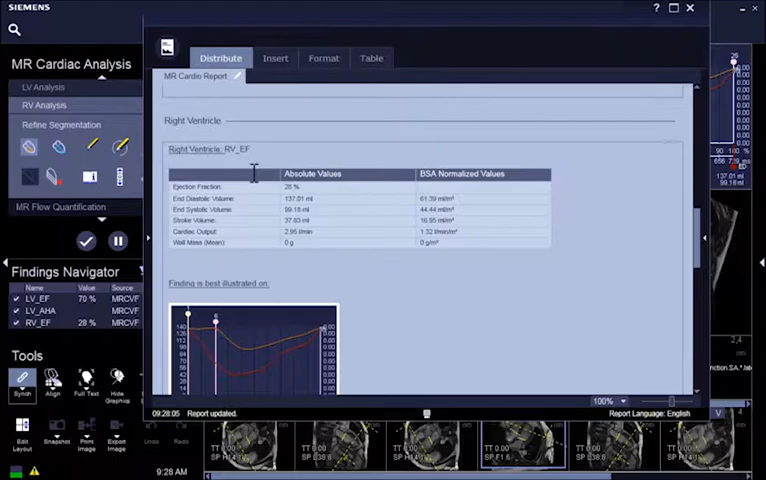 SIEMENS
MR Cardiac Analysis
LV Analysis
RV Analysis
Refine Segmentation
MR Flow Quantification
Findings Navigator
Name Value Source
LV_EF 70 % MRCVF
LV_AHA MRCVF
RV_EF 28 % MRCVF
Tools
Synch Align Full Text Hide Graphics
Edit Layout Snapshot Print Image Export Image Undo Redo
9:28 AM
Distribute Insert Format Table
MR Cardio Report
Right Ventricle
Right Ventricle: RV_EF
Absolute Values BSA Normalized Values
Ejection Fraction: 28 %
End Diastolic Volume: 137.01 ml 61.39 ml/m²
End Systolic Volume: 99.18 ml 44.44 ml/m²
Stroke Volume: 37.83 ml 16.95 ml/m²
Cardiac Output: 2.95 l/min 1.32 l/min/m²
Wall Mass (Mean): 0 g 0 g/m²
Finding is best illustrated on:
100%
09:28:05 Report updated. Report Language: English
25
90 100 %
ED
137.01 ml
99.18 ml
2,4